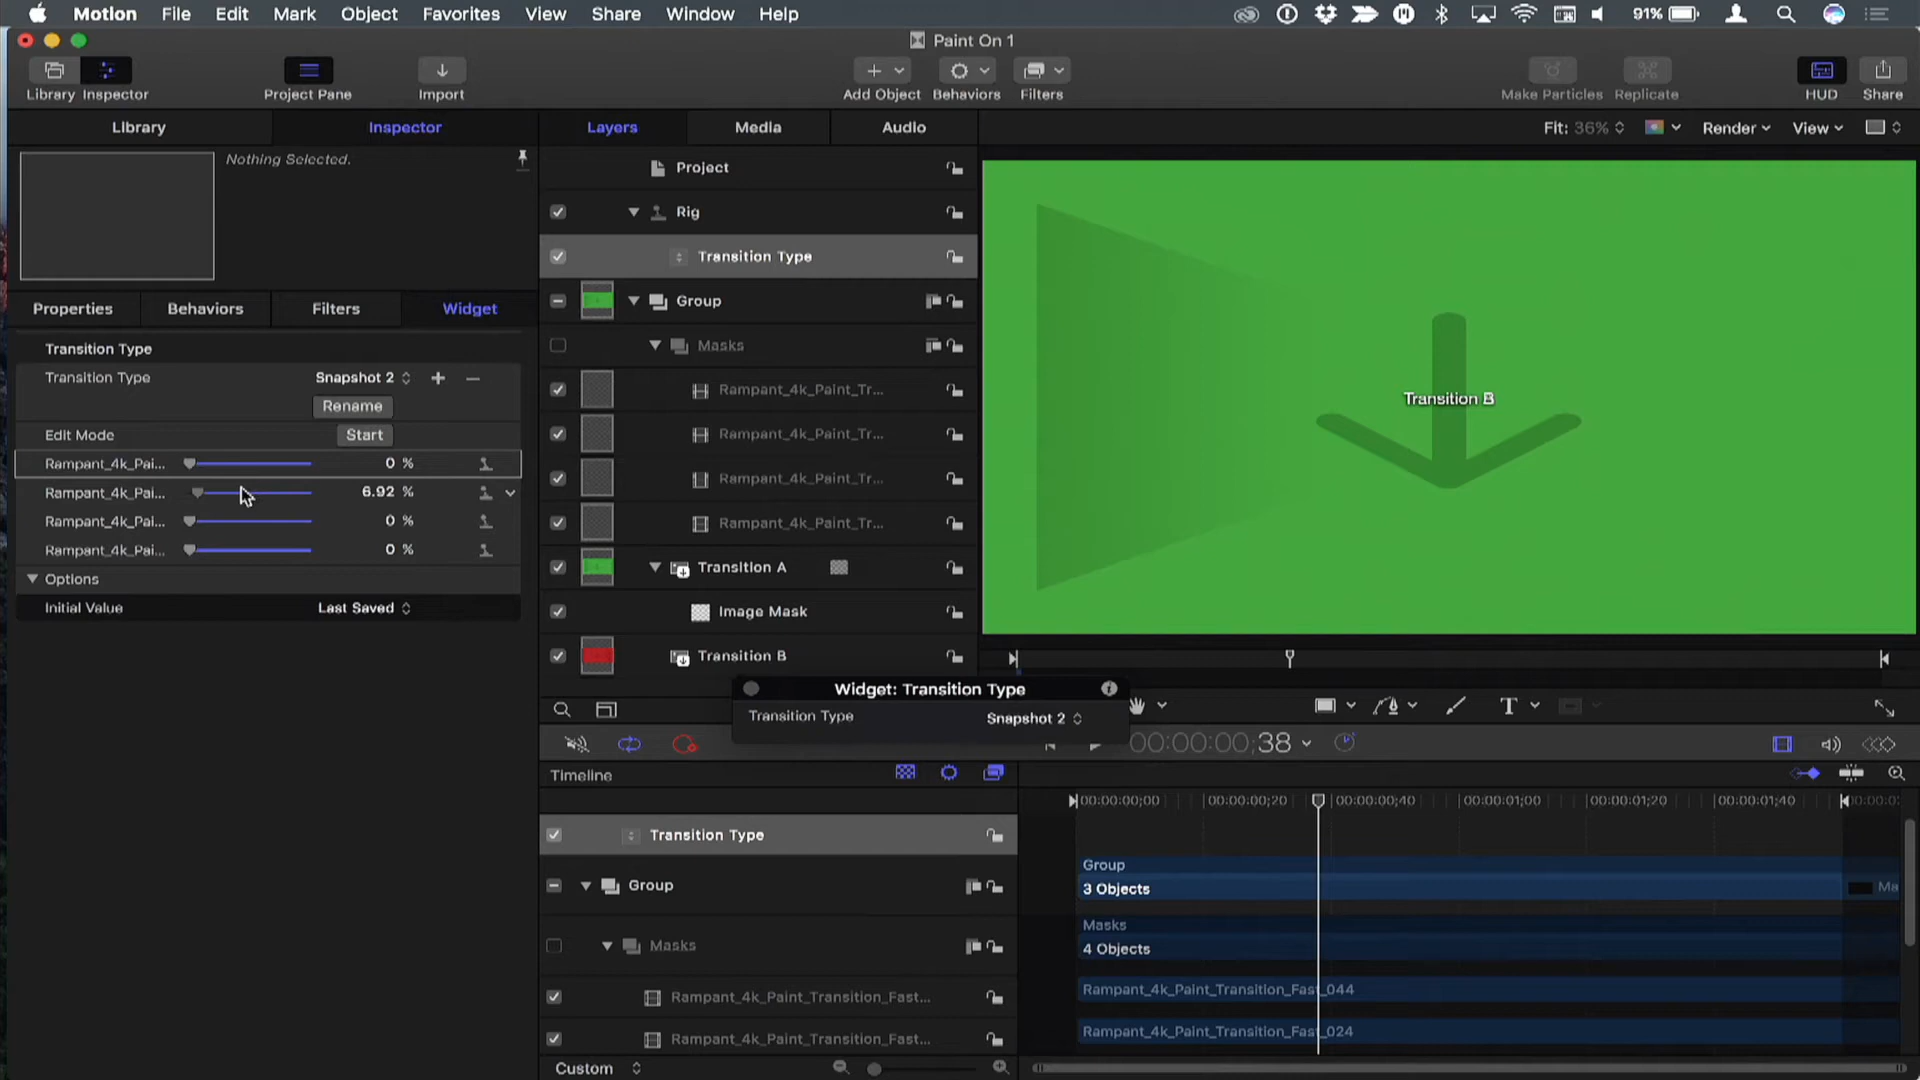 Motion File Edit Mark Object Favorites View Share Window Help 91%
Paint On 1
Library Inspector Project Pane Import Add Object Behaviors Filters Make Particles Replicate HUD Share
Library Inspector Layers Media Audio Fit: 36% Render View
Nothing Selected.
Project
Rig
Transition Type
Group
Properties Behaviors Filters Widget
Masks
Transition Type
Transition Type Snapshot 2
Rename
Edit Mode Start
Rampant_4k_Pai... 0 %
Rampant_4k_Pai... 6.92 %
Rampant_4k_Pai... 0 %
Rampant_4k_Pai... 0 %
Options
Initial Value Last Saved
Rampant_4k_Paint_Tr...
Rampant_4k_Paint_Tr...
Rampant_4k_Paint_Tr...
Rampant_4k_Paint_Tr...
Transition A
Image Mask
Transition B
Transition B
Widget: Transition Type
Transition Type Snapshot 2
00:00:00;38
Timeline
00:00:00;00 00:00:00;20 00:00:00;40 00:00:01;00 00:00:01;20 00:00:01;40
Transition Type
Group
Group
3 Objects
Masks
Masks
4 Objects
Rampant_4k_Paint_Transition_Fast...
Rampant_4k_Paint_Transition_Fast_044
Rampant_4k_Paint_Transition_Fast...
Rampant_4k_Paint_Transition_Fast_024
Custom